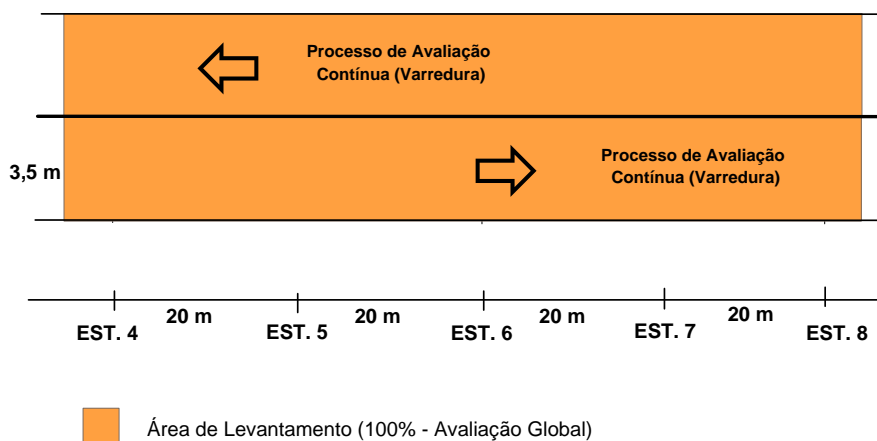 Processo de Avaliação
Contínua (Varredura)
3,5 m
Processo de Avaliação
Contínua (Varredura)
20 m 20 m 20 m 20 m
EST. 4 EST. 5 EST. 6 EST. 7 EST. 8
Área de Levantamento (100% - Avaliação Global)